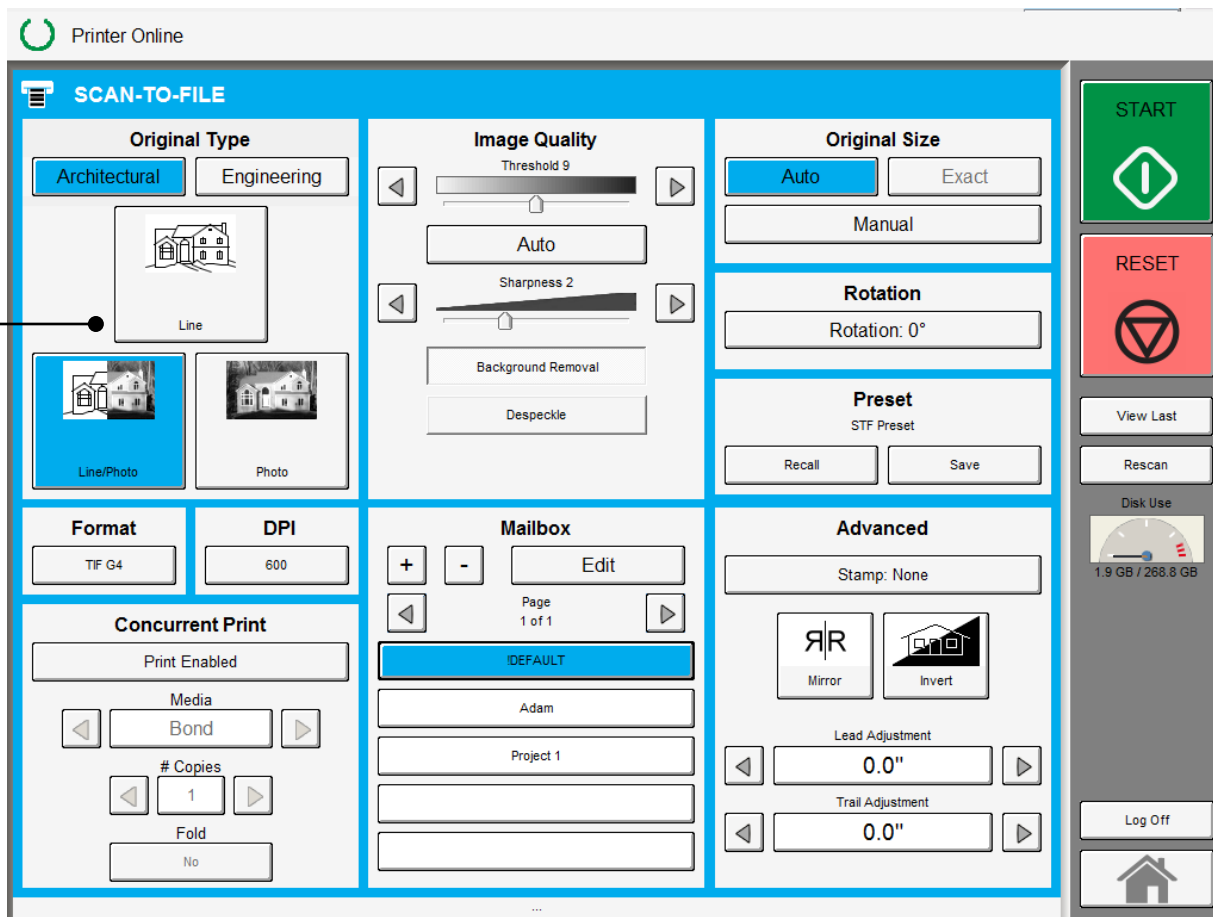 Printer Online
SCAN-TO-FILE
Original Type
Architectural
Engineering
Line
Line/Photo
Photo
Image Quality
Threshold 9
Auto
Sharpness 2
Background Removal
Despeckle
Original Size
Auto
Exact
Manual
Rotation
Rotation: 0°
Preset
STF Preset
Recall
Save
Format
TIF G4
DPI
600
Concurrent Print
Print Enabled
Media
Bond
# Copies
1
Fold
No
Mailbox
+
-
Edit
Page
1 of 1
!DEFAULT
Adam
Project 1
Advanced
Stamp: None
R|R
Mirror
Invert
Lead Adjustment
0.0"
Trail Adjustment
0.0"
START
RESET
View Last
Rescan
Disk Use
1.9 GB / 268.8 GB
Log Off
...